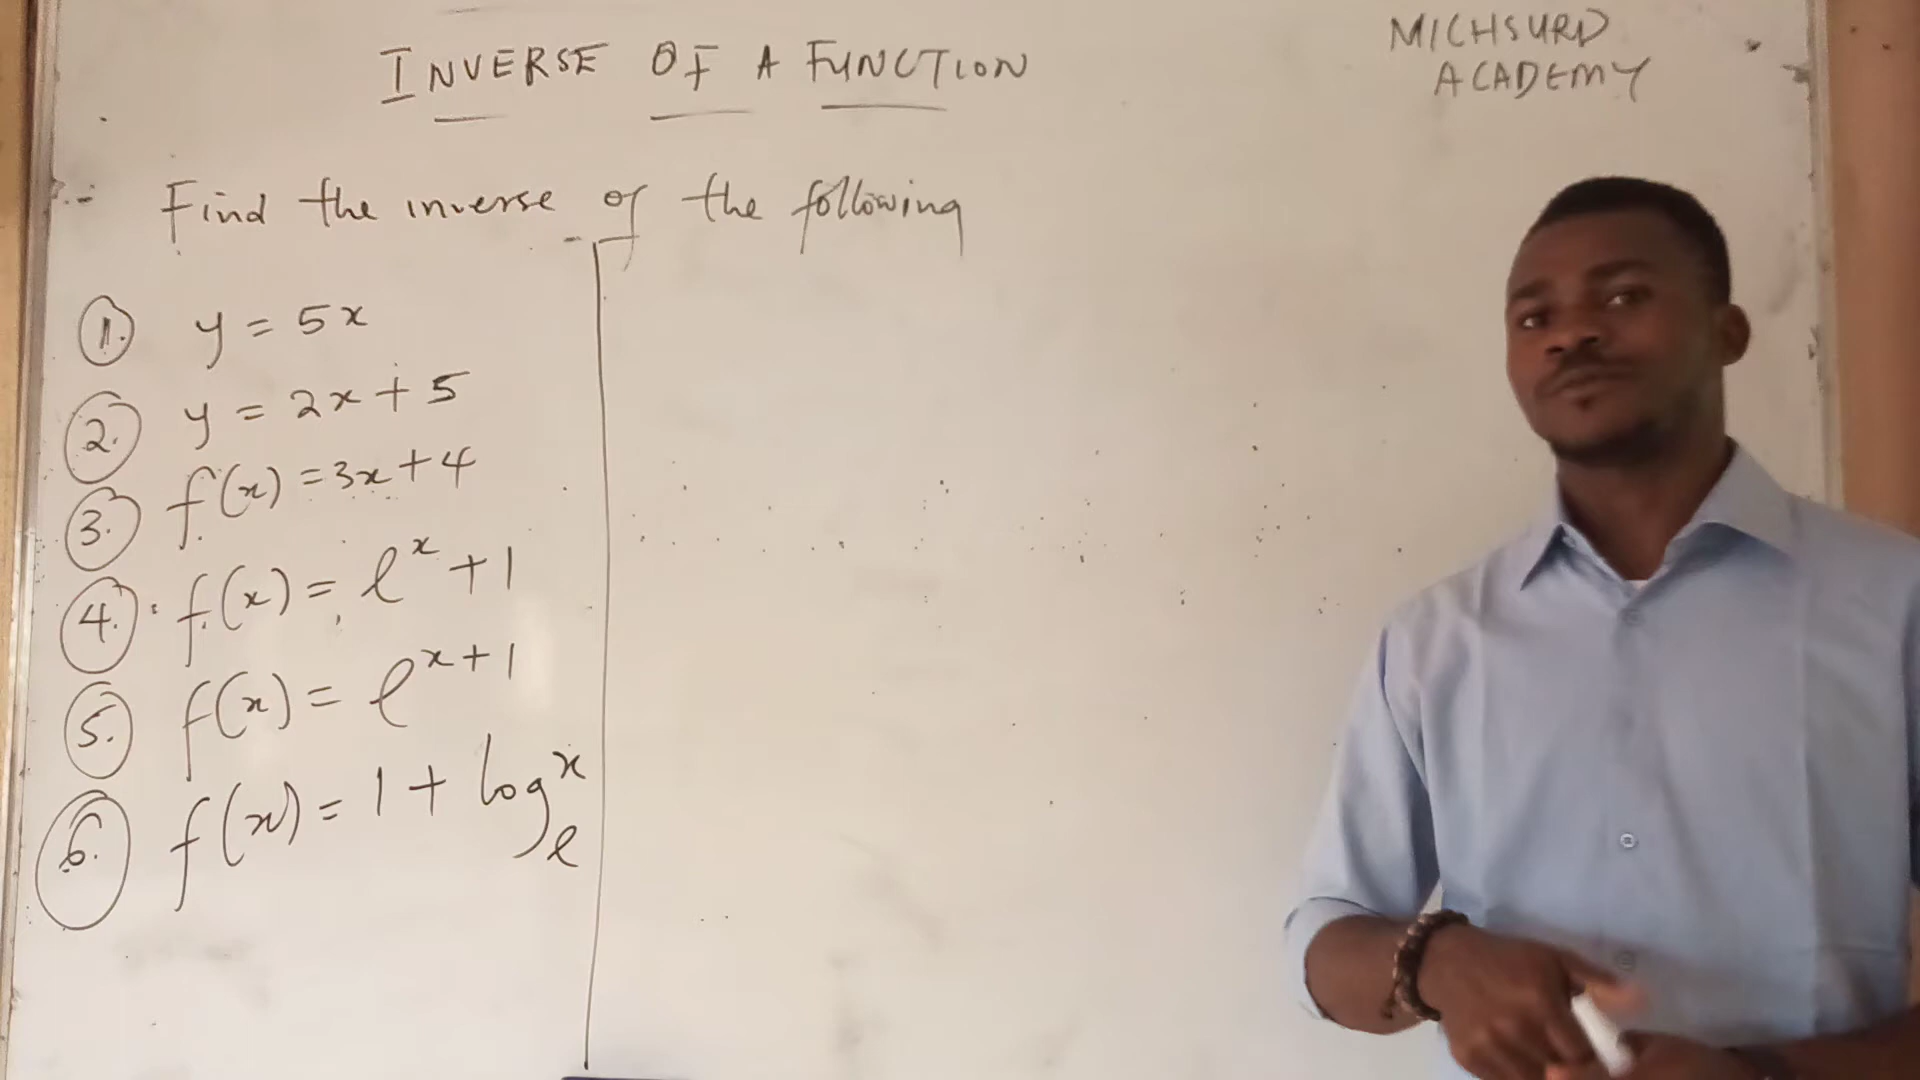 INVERSE OF A FUNCTION
MICHSURD
ACADEMY
Find the inverse of the following
1. y = 5x
2. y = 2x + 5
3. f(x) = 3x + 4
4. f(x) = e^x + 1
5. f(x) = e^(x+1)
6. f(x) = 1 + log_e^x